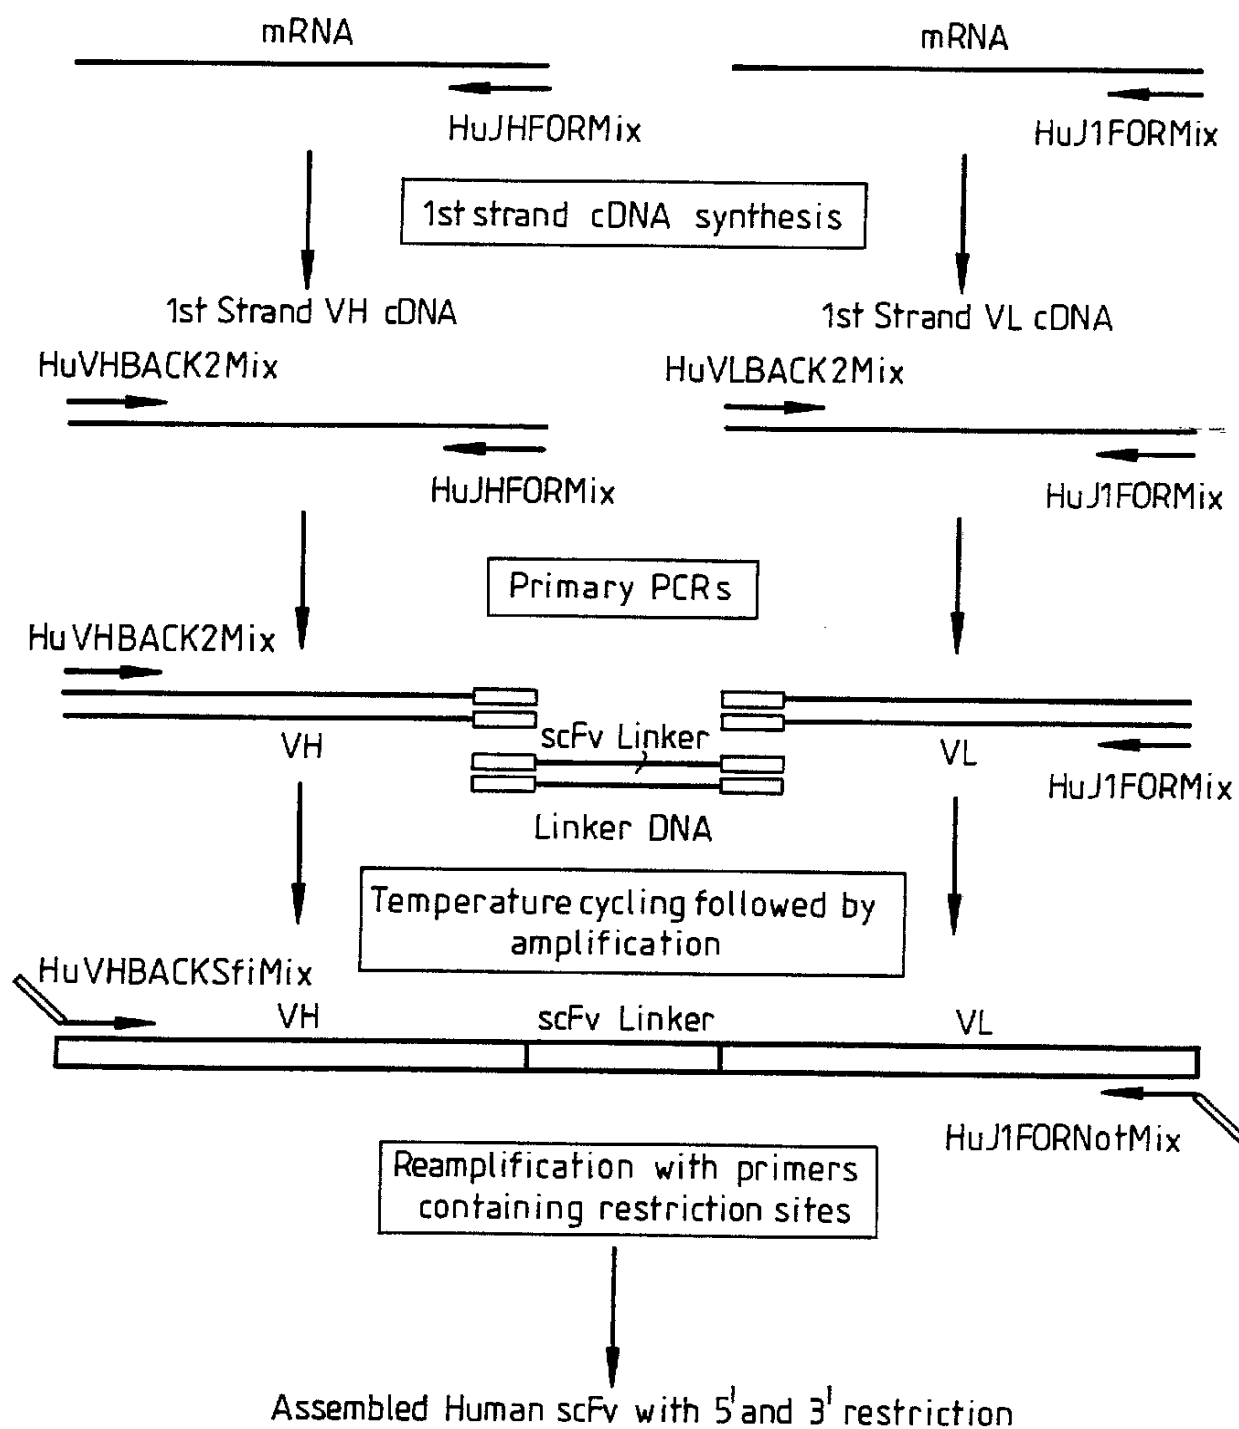 mRNA
mRNA
HuJHFORMix
HuJ1FORMix
1st strand cDNA synthesis
1st Strand VH cDNA
1st Strand VL cDNA
HuVHBACK2Mix
HuVLBACK2Mix
HuJHFORMix
HuJ1FORMix
Primary PCRs
HuVHBACK2Mix
scFv Linker
VH
VL
HuJ1FORMix
Linker DNA
Temperature cycling followed by
amplification
HuVHBACKSfiMix
VH
scFv Linker
VL
HuJ1FORNotMix
Reamplification with primers
containing restriction sites
Assembled Human scFv with 5' and 3' restriction